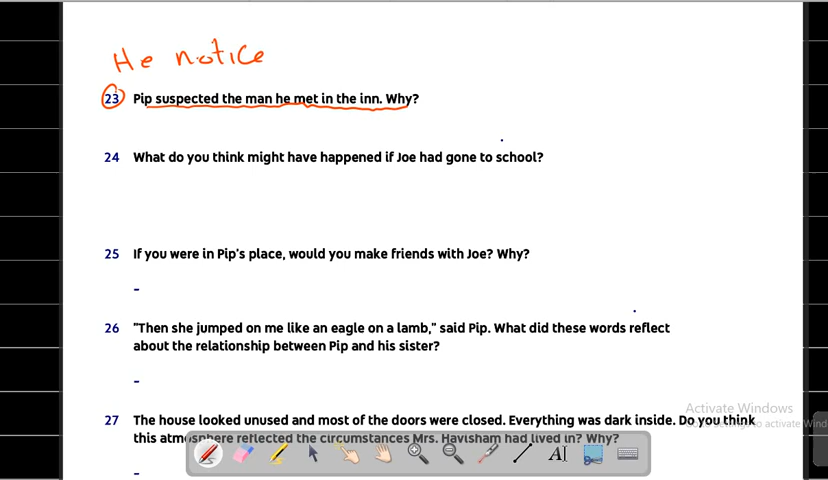 He notice
23 Pip suspected the man he met in the inn. Why?
24 What do you think might have happened if Joe had gone to school?
25 If you were in Pip's place, would you make friends with Joe? Why?
-
26 "Then she jumped on me like an eagle on a lamb," said Pip. What did these words reflect
about the relationship between Pip and his sister?
-
27 The house looked unused and most of the doors were closed. Everything was dark inside. Do you think
this atmosphere reflected the circumstances Mrs. Havisham had lived in? Why?
-
Activate Windows
to activate Wind